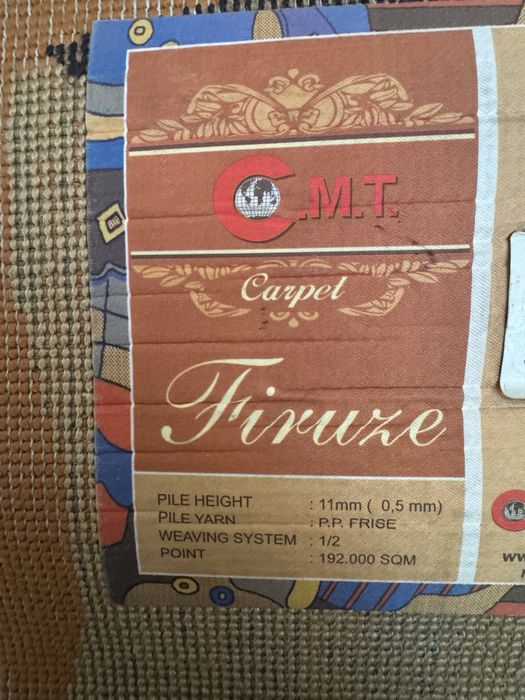 C.M.T.
Carpet
Firuze
PILE HEIGHT : 11mm ( 0,5 mm)
PILE YARN : P.P. FRISE
WEAVING SYSTEM : 1/2
POINT : 192.000 SQM
ww